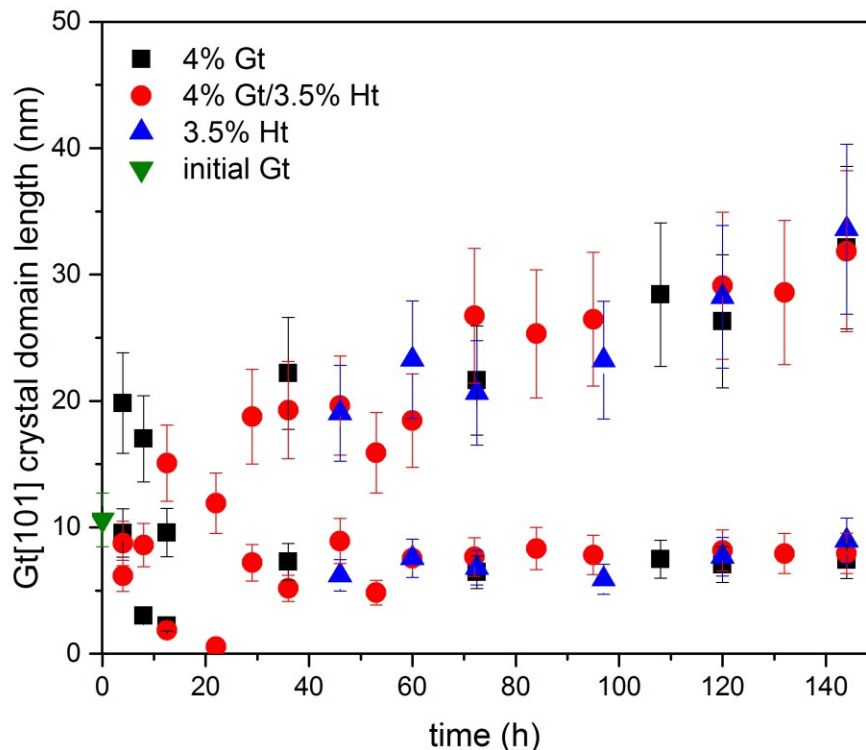 50
4% Gt
4% Gt/3.5% Ht
3.5% Ht
initial Gt
40
30
20
10
0
Gt[101] crystal domain length (nm)
0 20 40 60 80 100 120 140
time (h)